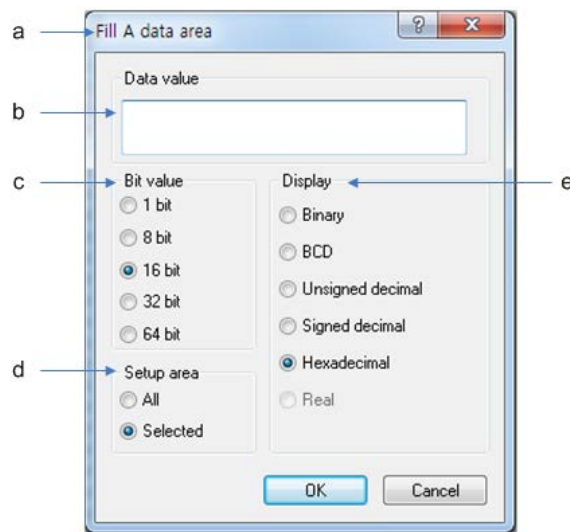 a
Fill A data area
Data value
b
c
Bit value
Display
e
1 bit
8 bit
16 bit
32 bit
64 bit
Binary
BCD
Unsigned decimal
Signed decimal
Hexadecimal
Real
d
Setup area
All
Selected
OK
Cancel